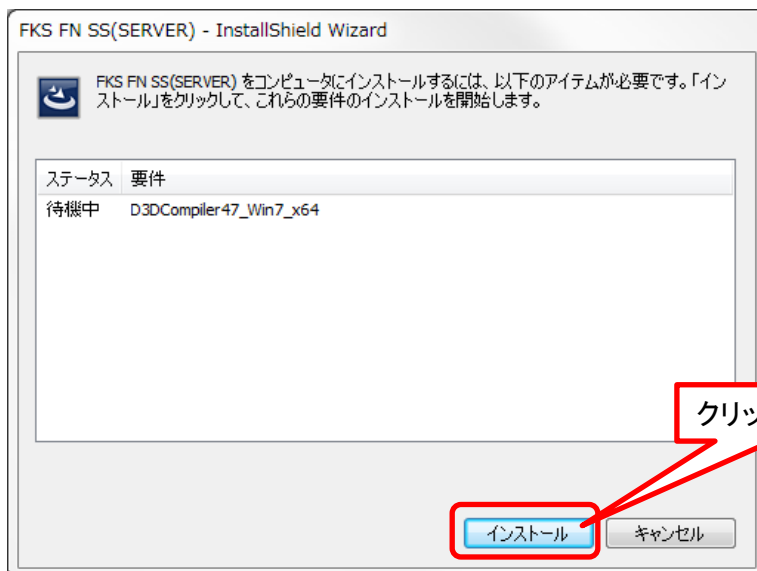 FKS FN SS(SERVER) - InstallShield Wizard
FKS FN SS(SERVER) をコンピュータにインストールするには、以下のアイテムが必要です。「イン
ストール」をクリックして、これらの要件のインストールを開始します。
ステータス 要件
待機中 D3DCompiler47_Win7_x64
クリッ
インストール キャンセル